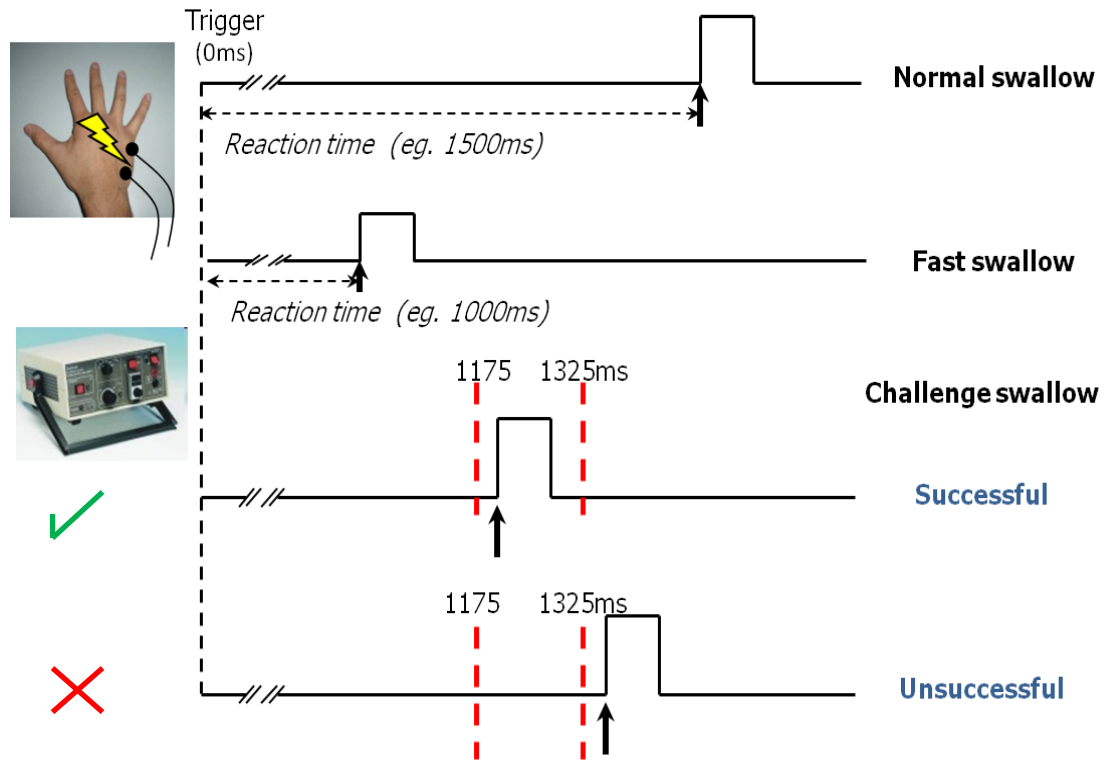 Trigger
(0ms)
Normal swallow
Reaction time (eg. 1500ms)
Fast swallow
Reaction time (eg. 1000ms)
1175 1325ms
Challenge swallow
Successful
1175 1325ms
Unsuccessful